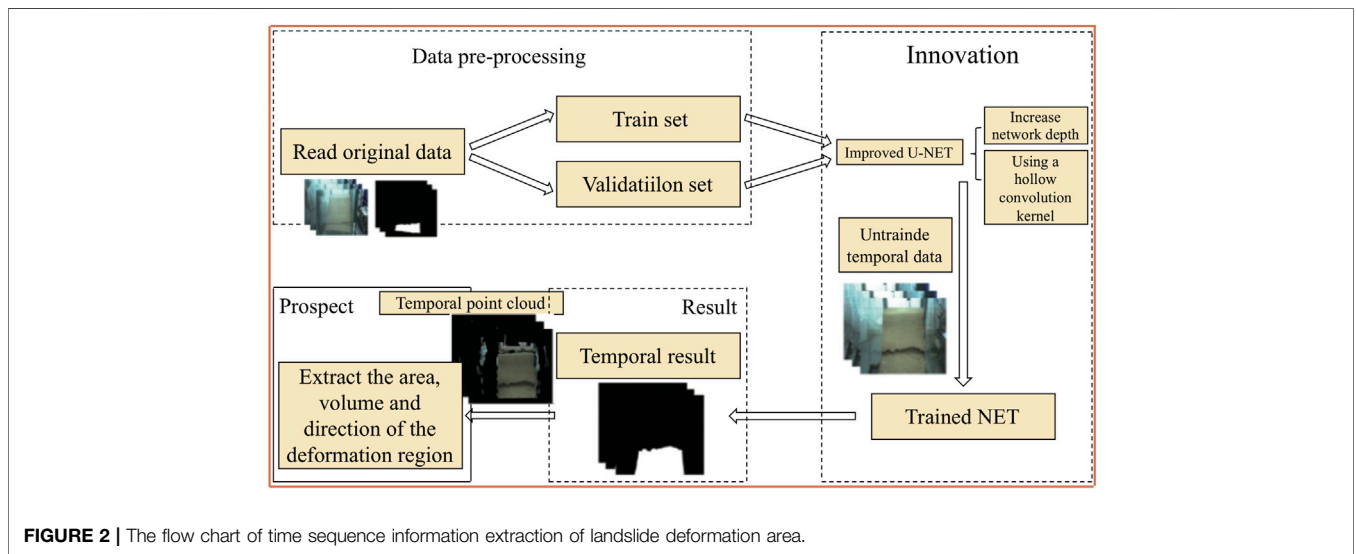 Data pre-processing
Read original data
Train set
Validatiilon set
Innovation
Improved U-NET
Increase
network depth
Using a
hollow
convolution
kernel
Untrainde
temporal data
Trained NET
Result
Temporal result
Temporal point cloud
Prospect
Extract the area,
volume and
direction of the
deformation region
FIGURE 2 | The flow chart of time sequence information extraction of landslide deformation area.